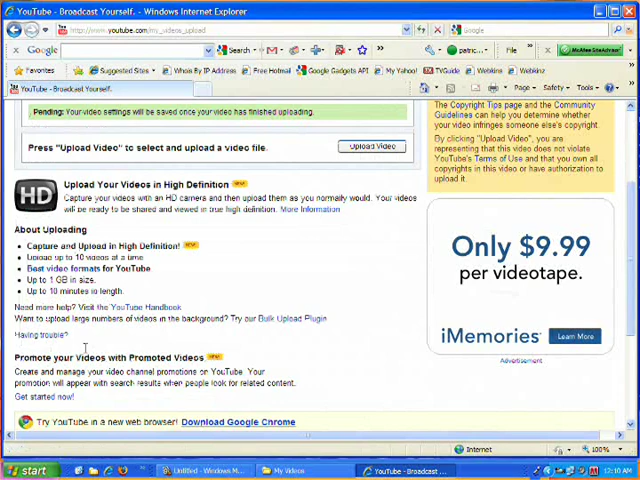 YouTube - Broadcast Yourself. - Windows Internet Explorer
http://www.youtube.com/my_videos_upload
Google
Google
Search
patric...
File
McAfee SiteAdvisor
Favorites
Suggested Sites
Whois By IP Address
Free Hotmail
Google Gadgets API
My Yahoo!
TVGuide
Webkinz
Webkinz
YouTube - Broadcast Yourself.
Page
Safety
Tools
Pending: Your video settings will be saved once your video has finished uploading.
Press "Upload Video" to select and upload a video file.
Upload Video
HD
Upload Your Videos in High Definition NEW
Capture your videos with an HD camera and then upload them as you normally would. Your videos
will be ready to be shared and viewed in true high definition. More Information
About Uploading
Capture and Upload in High Definition! NEW
Upload up to 10 videos at a time
Best video formats for YouTube
Up to 1 GB in size.
Up to 10 minutes in length.
Need more help? Visit the YouTube Handbook
Want to upload large numbers of videos in the background? Try our Bulk Upload Plugin
Having trouble?
Promote your Videos with Promoted Videos NEW
Create and manage your video channel promotions on YouTube. Your
promotion will appear with search results when people look for related content.
Get started now!
Try YouTube in a new web browser! Download Google Chrome
The Copyright Tips page and the Community
Guidelines can help you determine whether
your video infringes someone else's copyright.
By clicking "Upload Video", you are
representing that this video does not violate
YouTube's Terms of Use and that you own all
copyrights in this video or have authorization to
upload it.
Only $9.99
per videotape.
iMemories
Learn More
Advertisement
Internet
100%
start
Untitled - Windows M...
My Videos
YouTube - Broadcast ...
12:10 AM